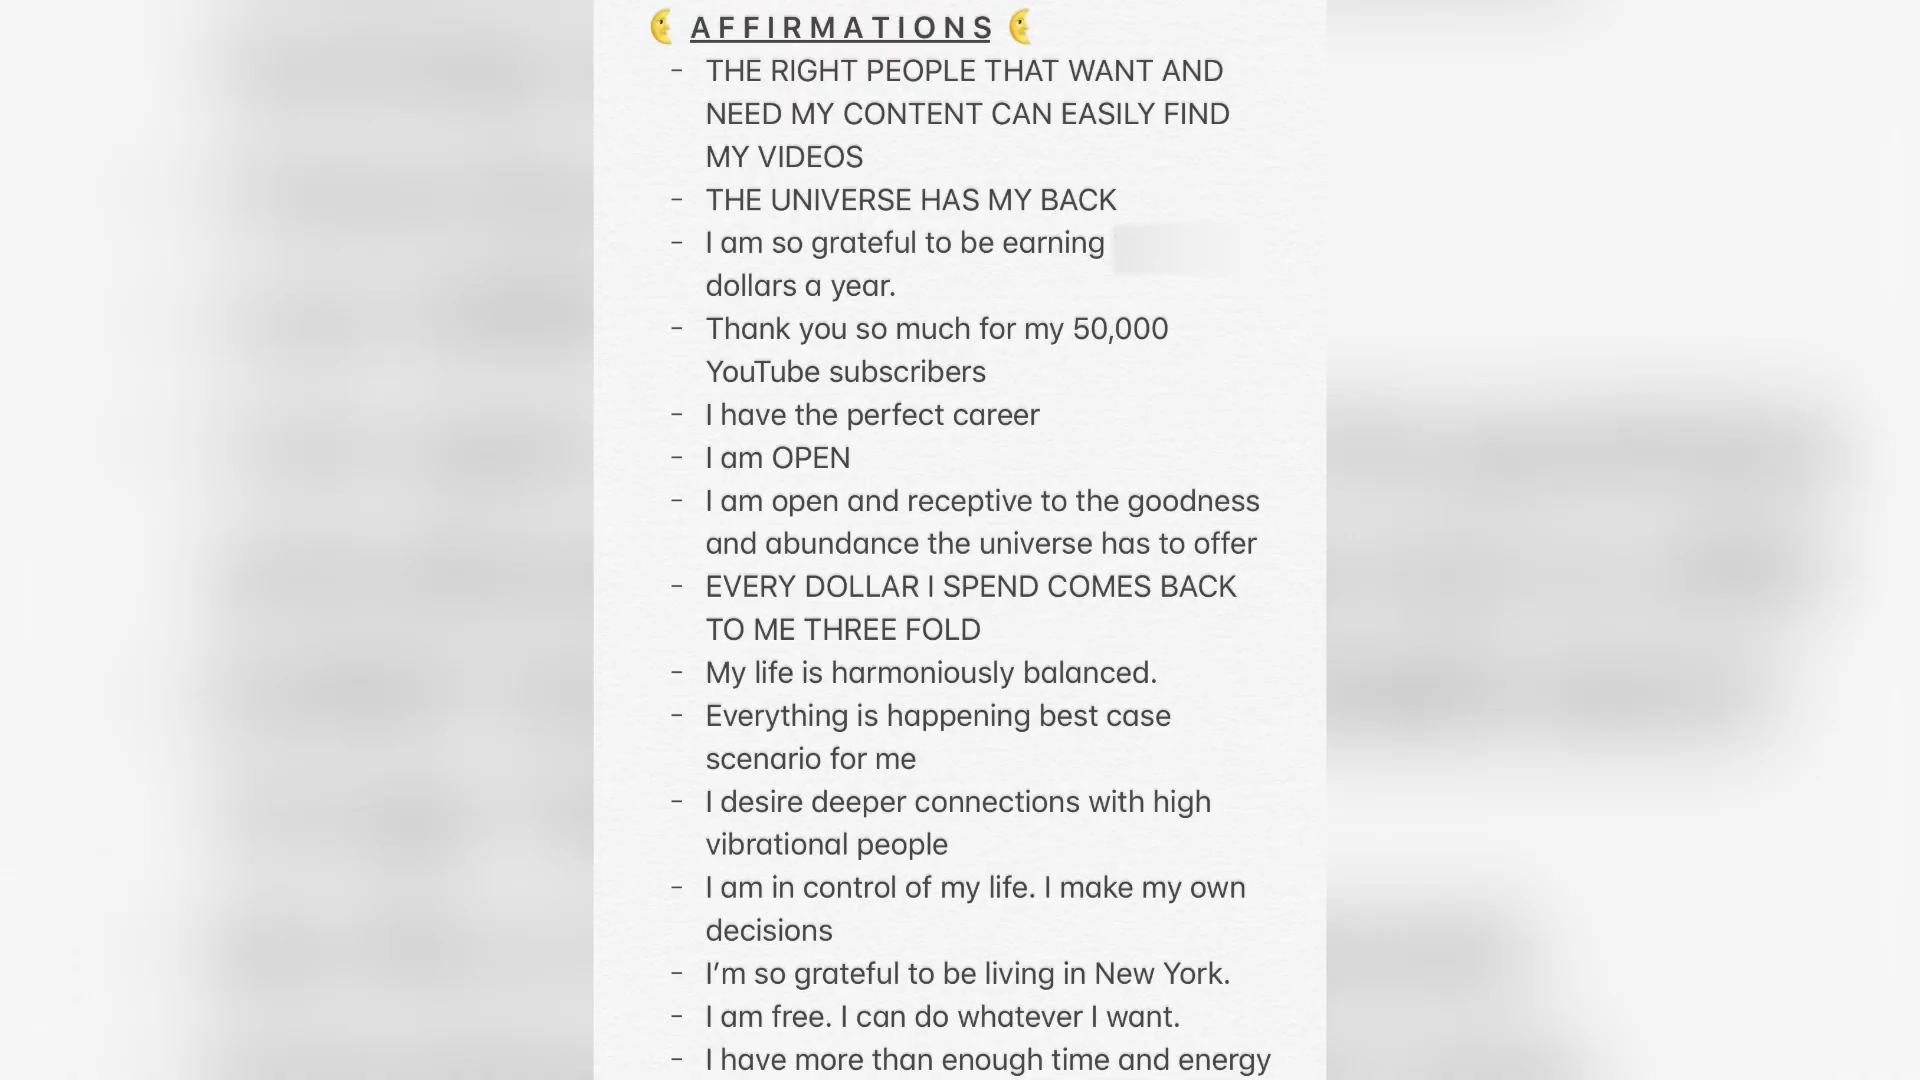 🌜 AFFIRMATIONS 🌜
- THE RIGHT PEOPLE THAT WANT AND
NEED MY CONTENT CAN EASILY FIND
MY VIDEOS
- THE UNIVERSE HAS MY BACK
- I am so grateful to be earning
dollars a year.
- Thank you so much for my 50,000
YouTube subscribers
- I have the perfect career
- I am OPEN
- I am open and receptive to the goodness
and abundance the universe has to offer
- EVERY DOLLAR I SPEND COMES BACK
TO ME THREE FOLD
- My life is harmoniously balanced.
- Everything is happening best case
scenario for me
- I desire deeper connections with high
vibrational people
- I am in control of my life. I make my own
decisions
- I’m so grateful to be living in New York.
- I am free. I can do whatever I want.
- I have more than enough time and energy